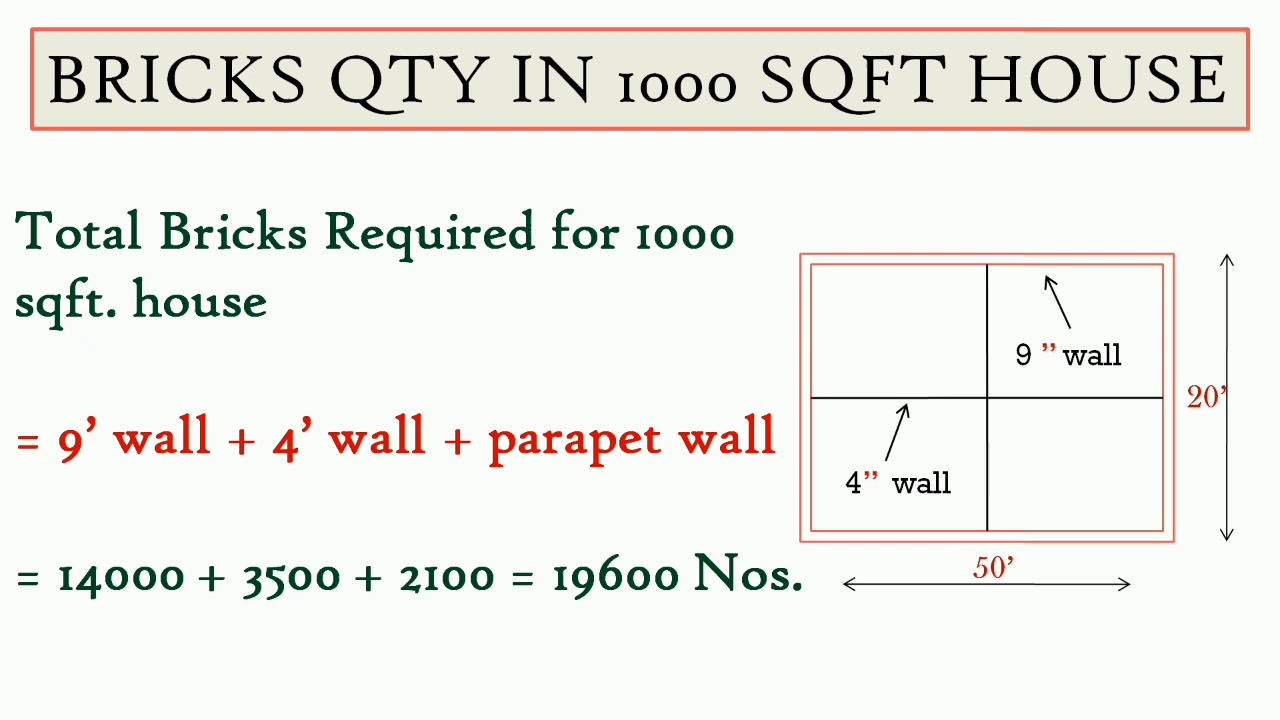 BRICKS QTY IN 1000 SQFT HOUSE
Total Bricks Required for 1000
sqft. house
= 9’ wall + 4’ wall + parapet wall
= 14000 + 3500 + 2100 = 19600 Nos.
9 ” wall
20’
4” wall
50’